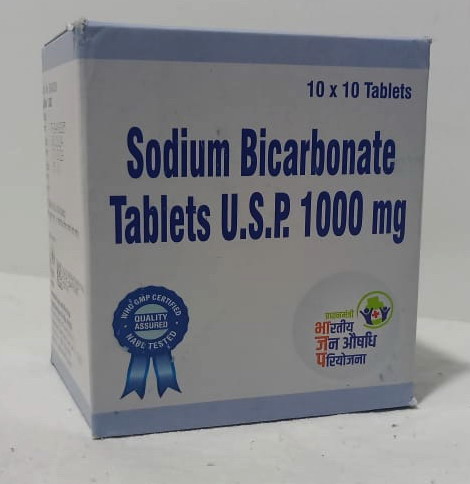 10 x 10 Tablets
Sodium Bicarbonate
Tablets U.S.P. 1000 mg
WHO GMP CERTIFIED
QUALITY
ASSURED
NABL TESTED
प्रधानमंत्री
भारतीय
जन औषधि
परियोजना